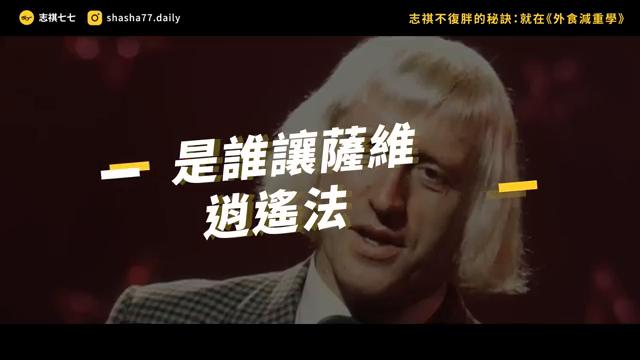 志祺七七
shasha77.daily
志祺不復胖的秘訣：就在《外食減重學》
是誰讓薩維
逍遙法